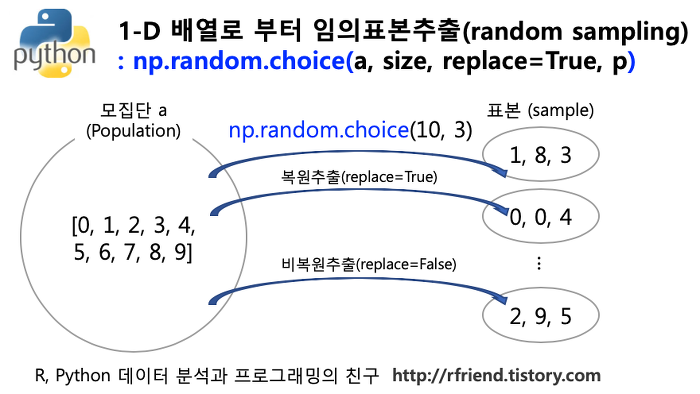 python
1-D 배열로 부터 임의표본추출(random sampling)
: np.random.choice(a, size, replace=True, p)
모집단 a
(Population)
np.random.choice(10, 3)
표본 (sample)
1, 8, 3
복원추출(replace=True)
0, 0, 4
[0, 1, 2, 3, 4,
5, 6, 7, 8, 9]
비복원추출(replace=False)
...
2, 9, 5
R, Python 데이터 분석과 프로그래밍의 친구 http://rfriend.tistory.com